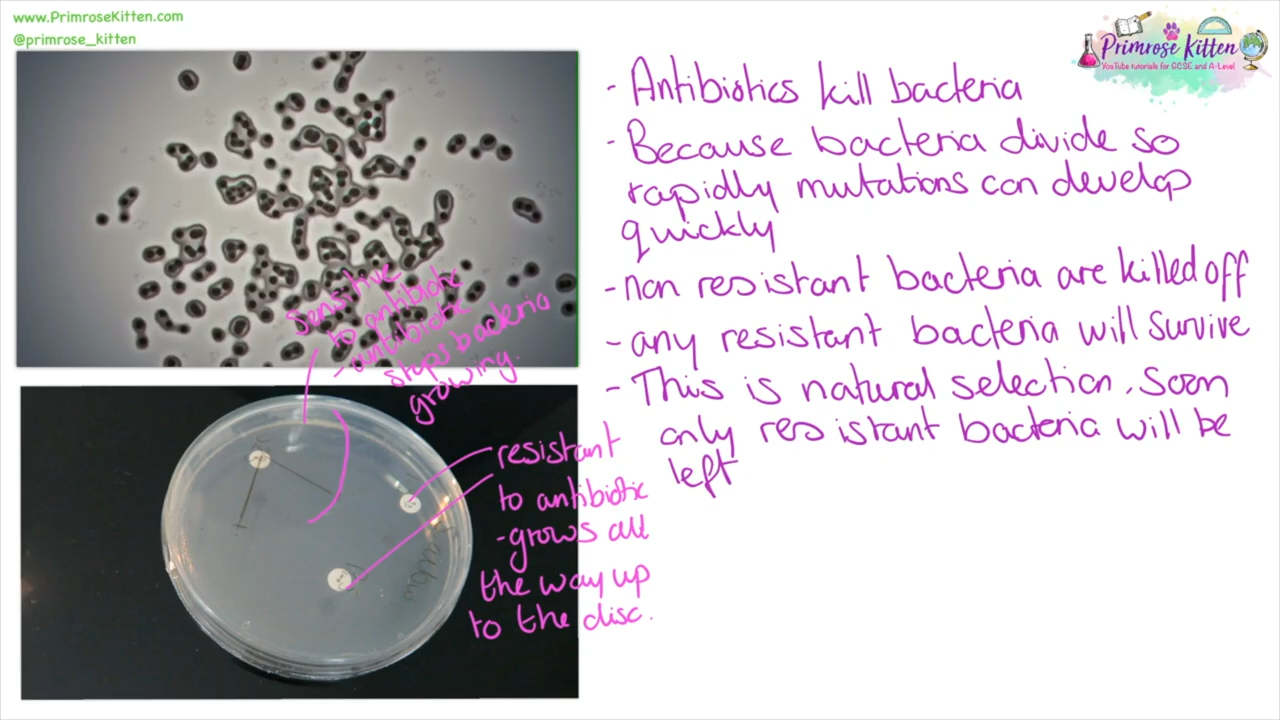 www.PrimroseKitten.com
@primrose_kitten
Primrose Kitten
YouTube tutorials for GCSE and A-Level
- Antibiotics kill bacteria
- Because bacteria divide so
rapidly mutations can develop
quickly
- non resistant bacteria are killed off
- any resistant bacteria will survive
- This is natural selection. Soon
only resistant bacteria will be
left
sensitive
to antibiotic
- antibiotic
stops bacteria
growing.
resistant
to antibiotic
- grows all
the way up
to the disc.